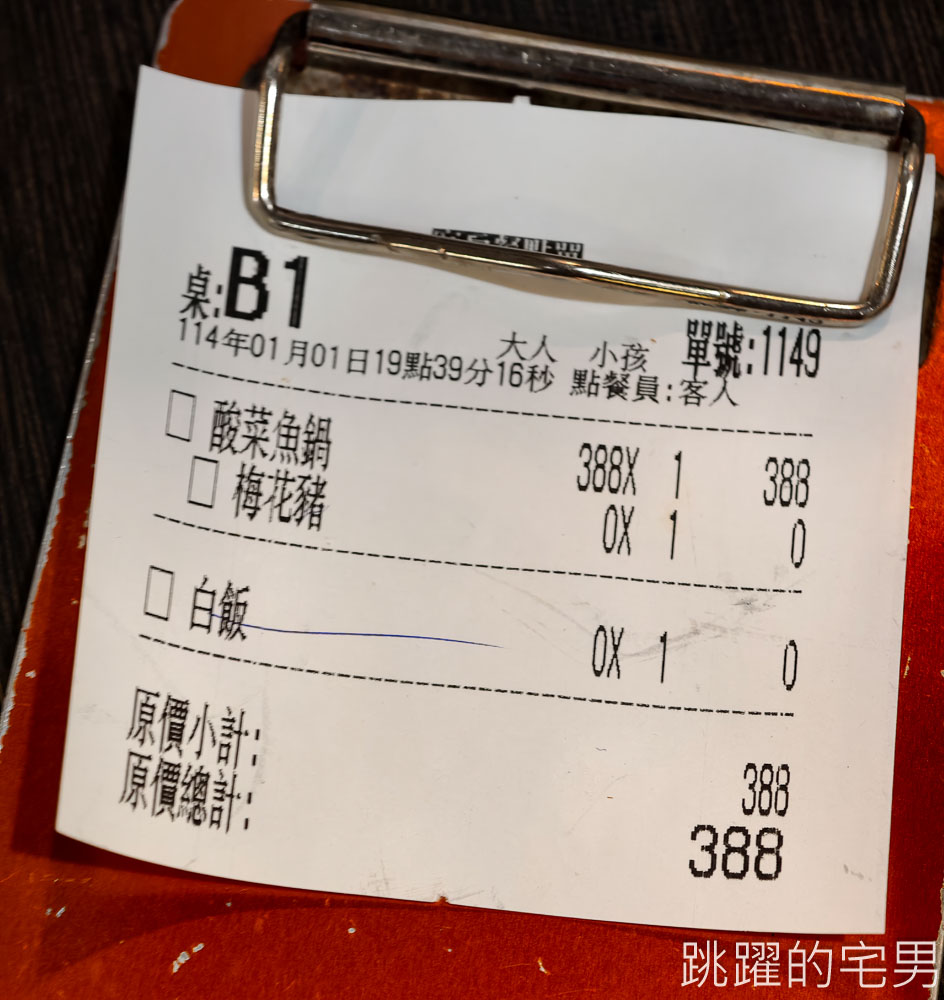 桌:B1
大人 小孩 單號:1149
114年01月01日19點39分16秒 點餐員:客人
酸菜魚鍋 388X 1 388
梅花豬 0X 1 0
白飯 0X 1 0
原價小計: 388
原價總計: 388
跳躍的宅男